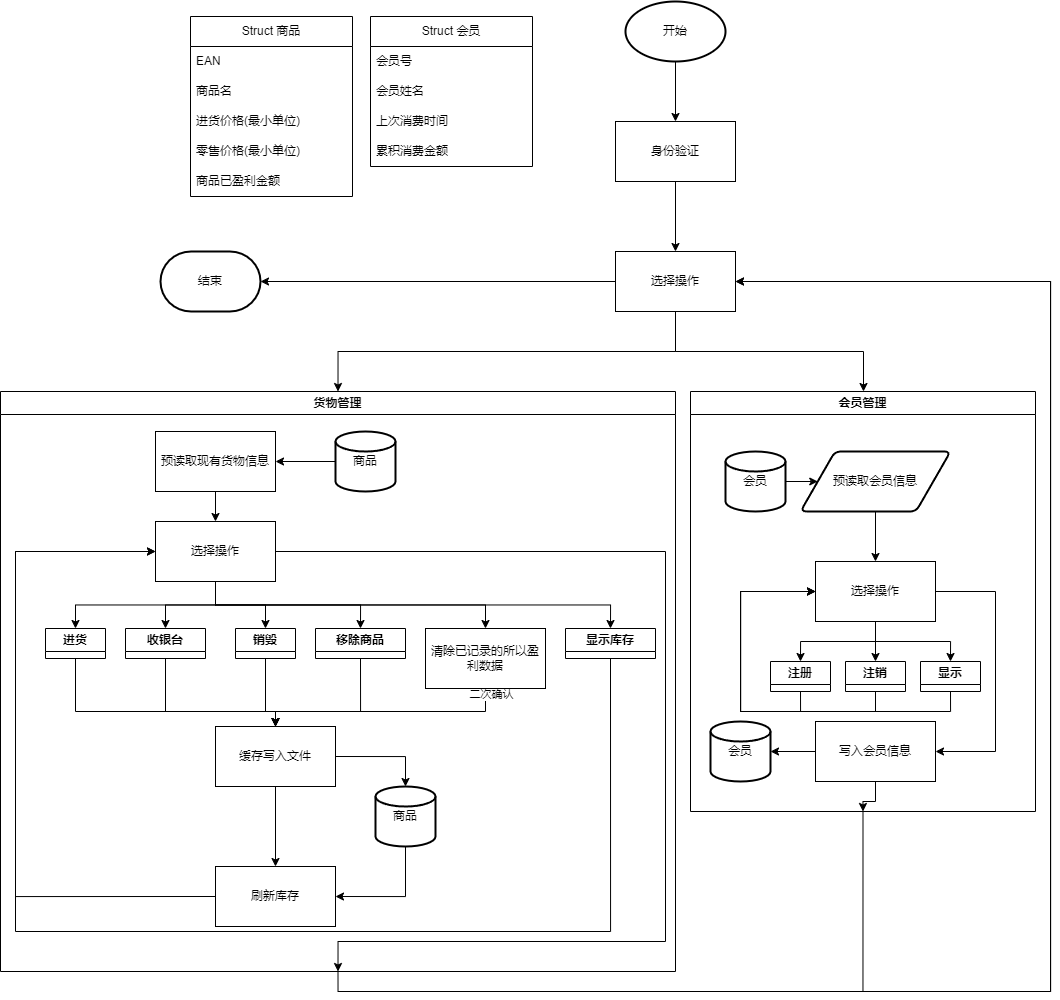 Struct 商品
EAN
商品名
进货价格(最小单位)
零售价格(最小单位)
商品已盈利金额
Struct 会员
会员号
会员姓名
上次消费时间
累积消费金额
开始
身份验证
选择操作
结束
货物管理
预读取现有货物信息
商品
选择操作
进货
收银台
销毁
移除商品
清除已记录的所以盈
利数据
二次确认
显示库存
缓存写入文件
商品
刷新库存
会员管理
会员
预读取会员信息
选择操作
注册
注销
显示
会员
写入会员信息